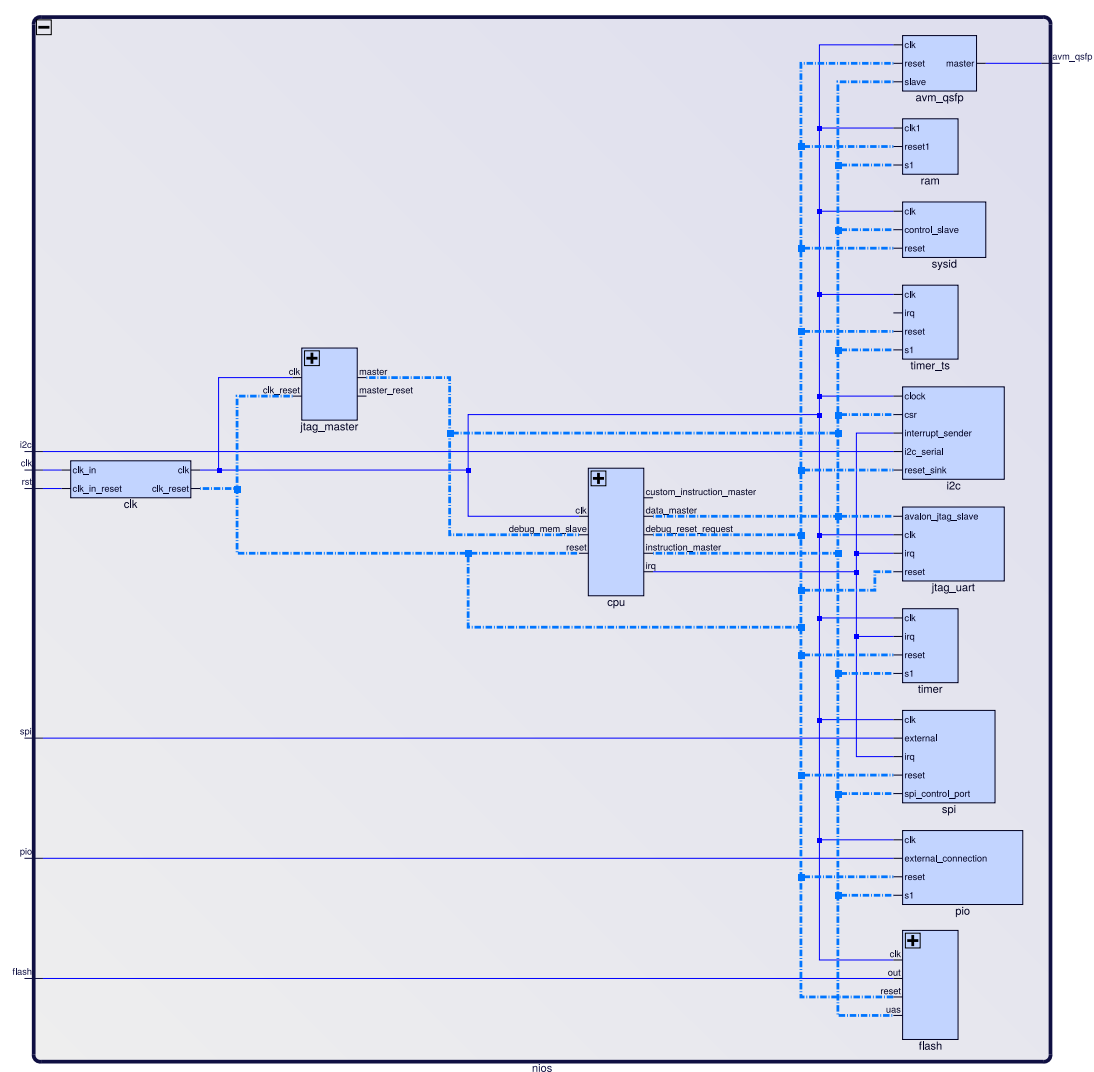 avm_qsfp
clk
reset
master
slave
avm_qsfp
clk1
reset1
s1
ram
clk
control_slave
reset
sysid
clk
irq
reset
s1
timer_ts
clk
clk_reset
master
master_reset
jtag_master
clock
csr
interrupt_sender
i2c_serial
reset_sink
i2c
i2c
clk
rst
clk_in
clk
clk_in_reset
clk_reset
clk
custom_instruction_master
clk
data_master
debug_mem_slave
debug_reset_request
reset
instruction_master
irq
cpu
avalon_jtag_slave
clk
irq
reset
jtag_uart
clk
irq
reset
s1
timer
spi
clk
external
irq
reset
spi_control_port
spi
pio
clk
external_connection
reset
s1
pio
flash
clk
out
reset
uas
flash
nios